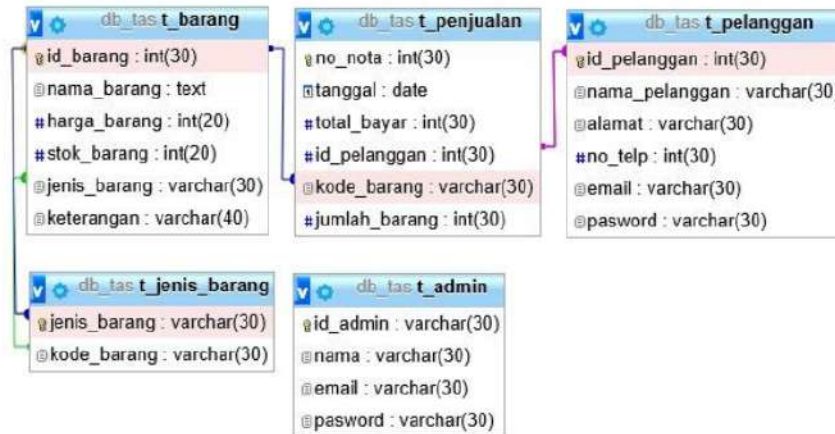 db_tas t_barang
id_barang : int(30)
nama_barang : text
#harga_barang : int(20)
#stok_barang : int(20)
jenis_barang : varchar(30)
keterangan : varchar(40)
db_tas t_penjualan
no_nota : int(30)
tanggal : date
#total_bayar : int(30)
#id_pelanggan : int(30)
kode_barang : varchar(30)
#jumlah_barang : int(30)
db_tas t_pelanggan
id_pelanggan : int(30)
nama_pelanggan : varchar(30
alamat : varchar(30)
#no_telp : int(30)
email : varchar(30)
pasword : varchar(30)
db_tas t_jenis_barang
jenis_barang : varchar(30)
kode_barang : varchar(30)
db_tas t_admin
id_admin : varchar(30)
nama : varchar(30)
email : varchar(30)
pasword : varchar(30)